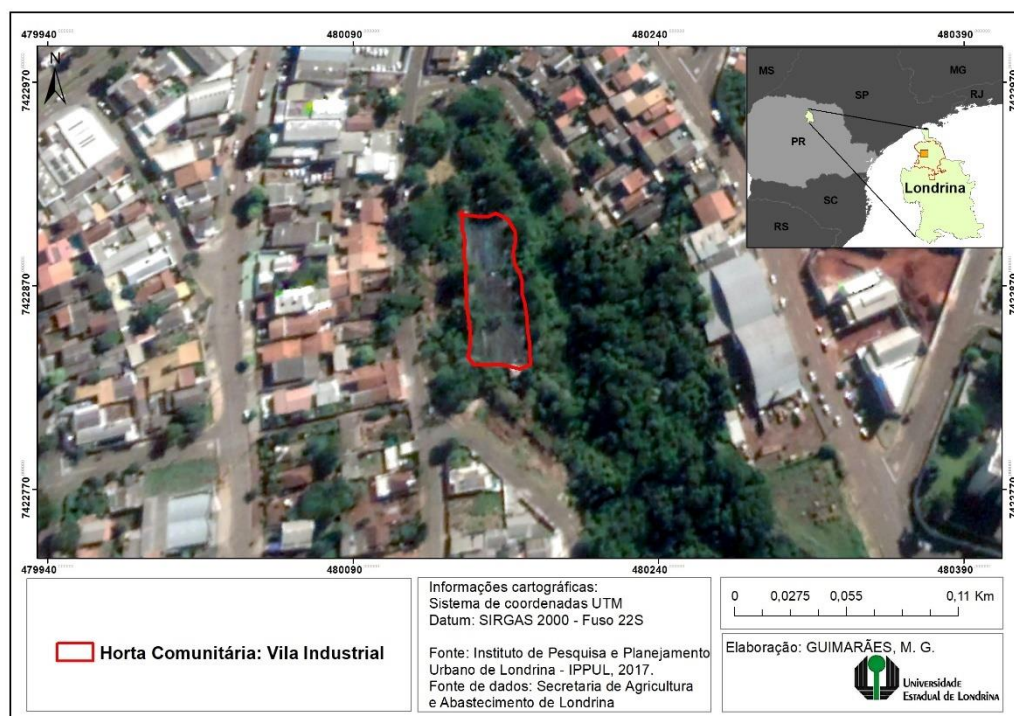 479940
480090
480240
480390
N
7422970
7422970
MS
MG
SP
RJ
PR
Londrina
SC
RS
7422870
7422870
7422770
7422770
479940
480090
480240
480390
Horta Comunitária: Vila Industrial
Informações cartográficas:
Sistema de coordenadas UTM
Datum: SIRGAS 2000 - Fuso 22S
Fonte: Instituto de Pesquisa e Planejamento
Urbano de Londrina - IPPUL, 2017.
Fonte de dados: Secretaria de Agricultura
e Abastecimento de Londrina
0 0,0275 0,055 0,11 Km
Elaboração: GUIMARÃES, M. G.
Universidade
Estadual de Londrina